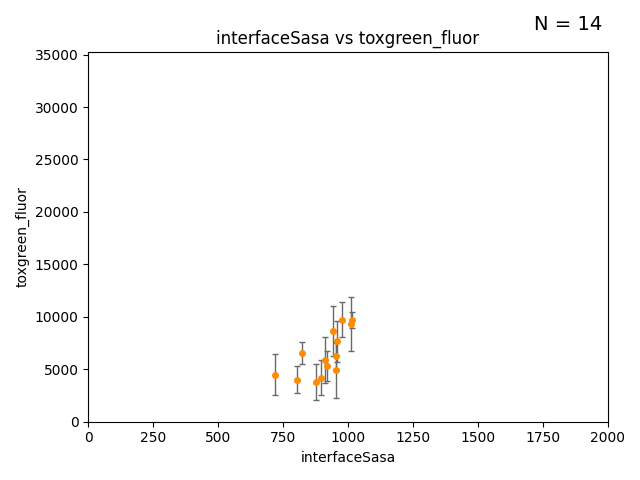 N = 14
interfaceSasa vs toxgreen_fluor
35000
30000
25000
20000
15000
10000
5000
0
toxgreen_fluor
0 250 500 750 1000 1250 1500 1750 2000
interfaceSasa